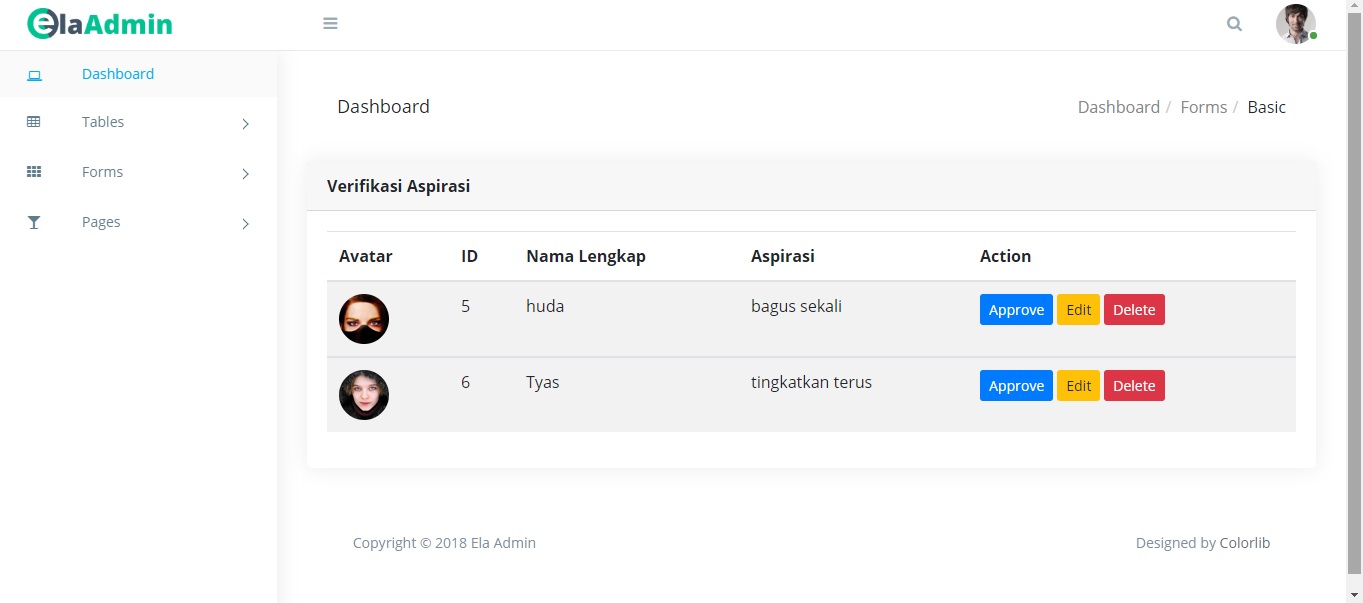 elaAdmin
Dashboard
Tables
Forms
Pages
Dashboard
Dashboard / Forms / Basic
Verifikasi Aspirasi
Avatar ID Nama Lengkap Aspirasi Action
5 huda bagus sekali Approve Edit Delete
6 Tyas tingkatkan terus Approve Edit Delete
Copyright © 2018 Ela Admin Designed by Colorlib